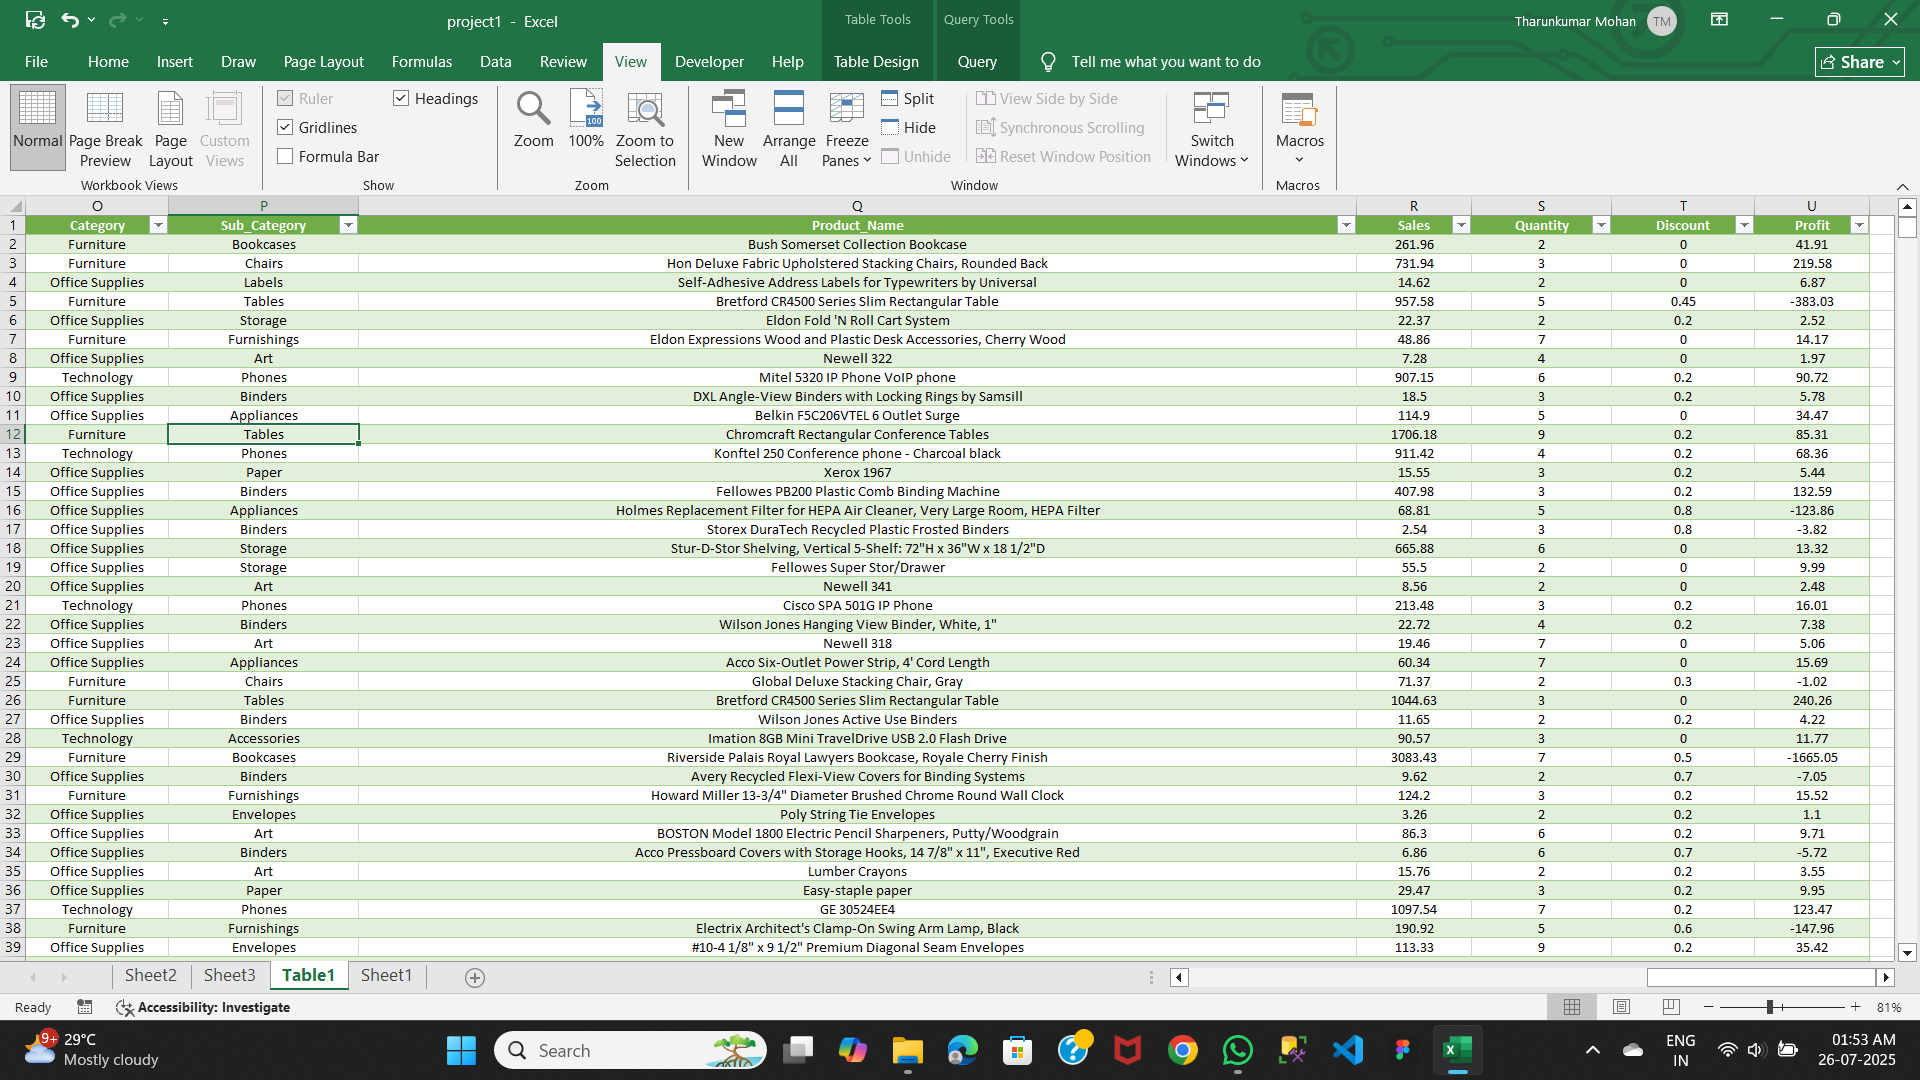 project1 - Excel
Table Tools
Query Tools
Tharunkumar Mohan
TM
File Home Insert Draw Page Layout Formulas Data Review View Developer Help Table Design Query Tell me what you want to do Share
Normal
Page Break Preview
Page Layout
Custom Views
Workbook Views
Ruler
Gridlines
Formula Bar
Headings
Show
Zoom
100
100%
Zoom to Selection
Zoom
New Window
Arrange All
Freeze Panes
Split
Hide
Unhide
View Side by Side
Synchronous Scrolling
Reset Window Position
Window
Switch Windows
Macros
Macros
O P Q R S T U
1 Category Sub_Category Product_Name Sales Quantity Discount Profit
2 Furniture Bookcases Bush Somerset Collection Bookcase 261.96 2 0 41.91
3 Furniture Chairs Hon Deluxe Fabric Upholstered Stacking Chairs, Rounded Back 731.94 3 0 219.58
4 Office Supplies Labels Self-Adhesive Address Labels for Typewriters by Universal 14.62 2 0 6.87
5 Furniture Tables Bretford CR4500 Series Slim Rectangular Table 957.58 5 0.45 -383.03
6 Office Supplies Storage Eldon Fold 'N Roll Cart System 22.37 2 0.2 2.52
7 Furniture Furnishings Eldon Expressions Wood and Plastic Desk Accessories, Cherry Wood 48.86 7 0 14.17
8 Office Supplies Art Newell 322 7.28 4 0 1.97
9 Technology Phones Mitel 5320 IP Phone VoIP phone 907.15 6 0.2 90.72
10 Office Supplies Binders DXL Angle-View Binders with Locking Rings by Samsill 18.5 3 0.2 5.78
11 Office Supplies Appliances Belkin F5C206VTEL 6 Outlet Surge 114.9 5 0 34.47
12 Furniture Tables Chromcraft Rectangular Conference Tables 1706.18 9 0.2 85.31
13 Technology Phones Konftel 250 Conference phone - Charcoal black 911.42 4 0.2 68.36
14 Office Supplies Paper Xerox 1967 15.55 3 0.2 5.44
15 Office Supplies Binders Fellowes PB200 Plastic Comb Binding Machine 407.98 3 0.2 132.59
16 Office Supplies Appliances Holmes Replacement Filter for HEPA Air Cleaner, Very Large Room, HEPA Filter 68.81 5 0.8 -123.86
17 Office Supplies Binders Storex DuraTech Recycled Plastic Frosted Binders 2.54 3 0.8 -3.82
18 Office Supplies Storage Stur-D-Stor Shelving, Vertical 5-Shelf: 72"H x 36"W x 18 1/2"D 665.88 6 0 13.32
19 Office Supplies Storage Fellowes Super Stor/Drawer 55.5 2 0 9.99
20 Office Supplies Art Newell 341 8.56 2 0 2.48
21 Technology Phones Cisco SPA 501G IP Phone 213.48 3 0.2 16.01
22 Office Supplies Binders Wilson Jones Hanging View Binder, White, 1" 22.72 4 0.2 7.38
23 Office Supplies Art Newell 318 19.46 7 0 5.06
24 Office Supplies Appliances Acco Six-Outlet Power Strip, 4' Cord Length 60.34 7 0 15.69
25 Furniture Chairs Global Deluxe Stacking Chair, Gray 71.37 2 0.3 -1.02
26 Furniture Tables Bretford CR4500 Series Slim Rectangular Table 1044.63 3 0 240.26
27 Office Supplies Binders Wilson Jones Active Use Binders 11.65 2 0.2 4.22
28 Technology Accessories Imation 8GB Mini TravelDrive USB 2.0 Flash Drive 90.57 3 0 11.77
29 Furniture Bookcases Riverside Palais Royal Lawyers Bookcase, Royale Cherry Finish 3083.43 7 0.5 -1665.05
30 Office Supplies Binders Avery Recycled Flexi-View Covers for Binding Systems 9.62 2 0.7 -7.05
31 Furniture Furnishings Howard Miller 13-3/4" Diameter Brushed Chrome Round Wall Clock 124.2 3 0.2 15.52
32 Office Supplies Envelopes Poly String Tie Envelopes 3.26 2 0.2 1.1
33 Office Supplies Art BOSTON Model 1800 Electric Pencil Sharpeners, Putty/Woodgrain 86.3 6 0.2 9.71
34 Office Supplies Binders Acco Pressboard Covers with Storage Hooks, 14 7/8" x 11", Executive Red 6.86 6 0.7 -5.72
35 Office Supplies Art Lumber Crayons 15.76 2 0.2 3.55
36 Office Supplies Paper Easy-staple paper 29.47 3 0.2 9.95
37 Technology Phones GE 30524EE4 1097.54 7 0.2 123.47
38 Furniture Furnishings Electrix Architect's Clamp-On Swing Arm Lamp, Black 190.92 5 0.6 -147.96
39 Office Supplies Envelopes #10-4 1/8" x 9 1/2" Premium Diagonal Seam Envelopes 113.33 9 0.2 35.42
Sheet2 Sheet3 Table1 Sheet1
Ready Accessibility: Investigate 81%
9+
29°C
Mostly cloudy
Search
ENG
IN
01:53 AM
26-07-2025